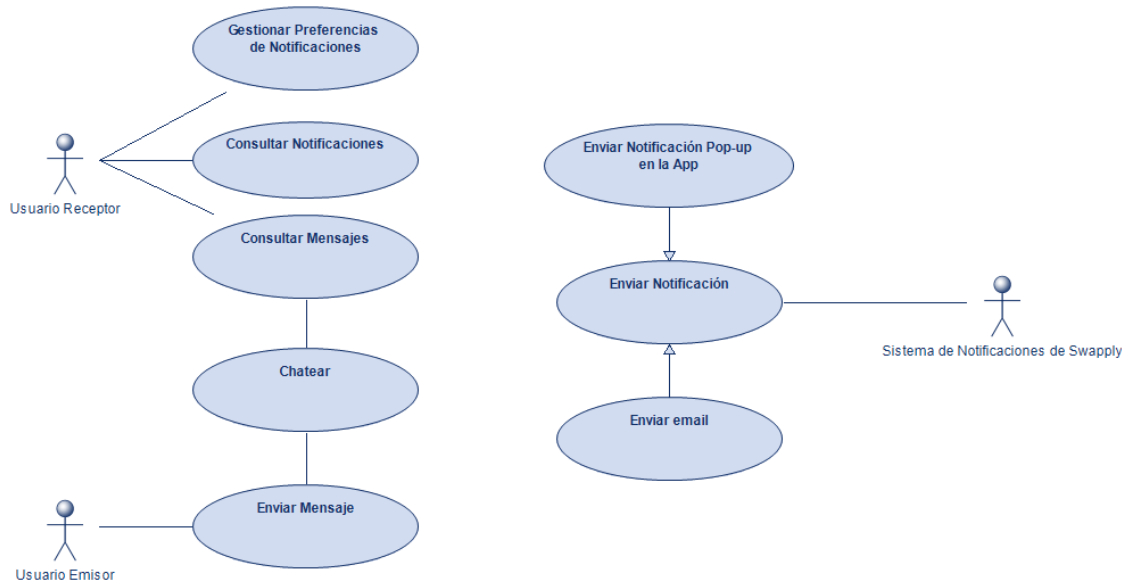 Gestionar Preferencias
de Notificaciones
Consultar Notificaciones
Usuario Receptor
Consultar Mensajes
Chatear
Enviar Mensaje
Usuario Emisor
Enviar Notificación Pop-up
en la App
Enviar Notificación
Sistema de Notificaciones de Swapply
Enviar email